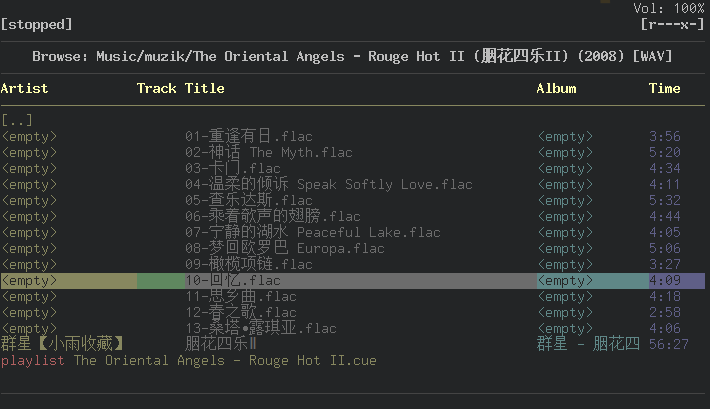 Vol: 100%
[stopped] [r---x-]
Browse: Music/muzik/The Oriental Angels - Rouge Hot II (胭花四乐II) (2008) [WAV]
Artist Track Title Album Time
[..]
<empty> 01-重逢有日.flac <empty> 3:56
<empty> 02-神话 The Myth.flac <empty> 5:20
<empty> 03-卡门.flac <empty> 4:34
<empty> 04-温柔的倾诉 Speak Softly Love.flac <empty> 4:11
<empty> 05-查乐达斯.flac <empty> 5:32
<empty> 06-乘着歌声的翅膀.flac <empty> 4:44
<empty> 07-宁静的湖水 Peaceful Lake.flac <empty> 4:05
<empty> 08-梦回欧罗巴 Europa.flac <empty> 5:06
<empty> 09-橄榄项链.flac <empty> 3:27
<empty> 10-回忆.flac <empty> 4:09
<empty> 11-思乡曲.flac <empty> 4:18
<empty> 12-春之歌.flac <empty> 2:58
<empty> 13-桑塔•露琪亚.flac <empty> 4:06
群星【小雨收藏】 胭花四乐Ⅱ 群星 - 胭花四 56:27
playlist The Oriental Angels - Rouge Hot II.cue